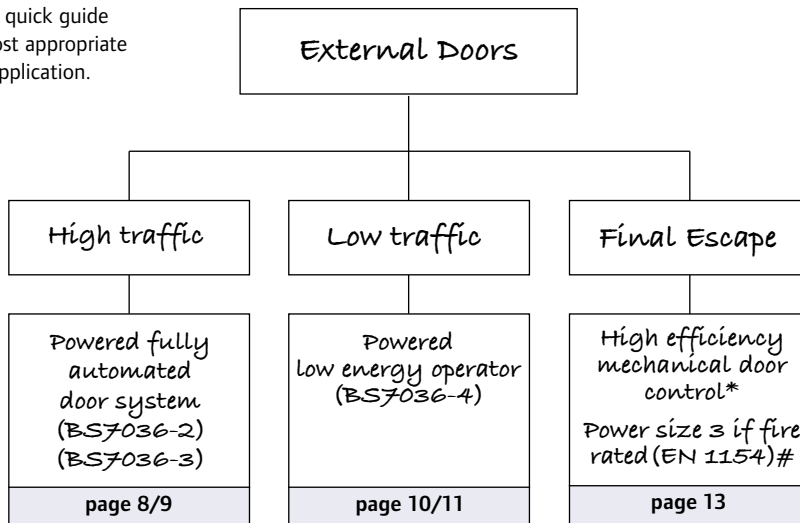 quick guide
ost appropriate
pplication.
External Doors
High traffic
Low traffic
Final Escape
Powered fully
automated
door system
(BS7036-2)
(BS7036-3)
page 8/9
Powered
low energy operator
(BS7036-4)
page 10/11
High efficiency
mechanical door
control*
Power size 3 if fire
rated (EN 1154)#
page 13